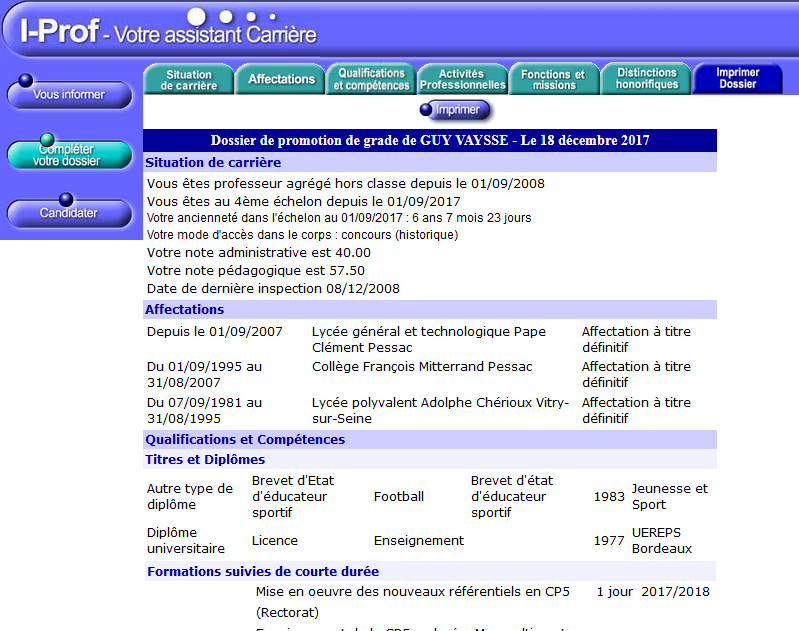 I-Prof - Votre assistant Carrière
Vous informer
Compléter
votre dossier
Candidater
Situation
de carrière
Affectations
Qualifications
et compétences
Activités
Professionnelles
Fonctions et
missions
Distinctions
honorifiques
Imprimer
Dossier
Imprimer
Dossier de promotion de grade de GUY VAYSSE - Le 18 décembre 2017
Situation de carrière
Vous êtes professeur agrégé hors classe depuis le 01/09/2008
Vous êtes au 4ème échelon depuis le 01/09/2017
Votre ancienneté dans l'échelon au 01/09/2017 : 6 ans 7 mois 23 jours
Votre mode d'accès dans le corps : concours (historique)
Votre note administrative est 40.00
Votre note pédagogique est 57.50
Date de dernière inspection 08/12/2008
Affectations
Depuis le 01/09/2007 Lycée général et technologique Pape Affectation à titre
Clément Pessac définitif
Du 01/09/1995 au Collège François Mitterrand Pessac Affectation à titre
31/08/2007 définitif
Du 07/09/1981 au Lycée polyvalent Adolphe Chérioux Vitry- Affectation à titre
31/08/1995 sur-Seine définitif
Qualifications et Compétences
Titres et Diplômes
Autre type de
diplôme
Brevet d'Etat
d'éducateur
sportif
Football
Brevet d'état
d'éducateur
sportif
1983
Jeunesse et
Sport
Diplôme
universitaire
Licence
Enseignement
1977
UEREPS
Bordeaux
Formations suivies de courte durée
Mise en oeuvre des nouveaux référentiels en CP5 1 jour 2017/2018
(Rectorat)